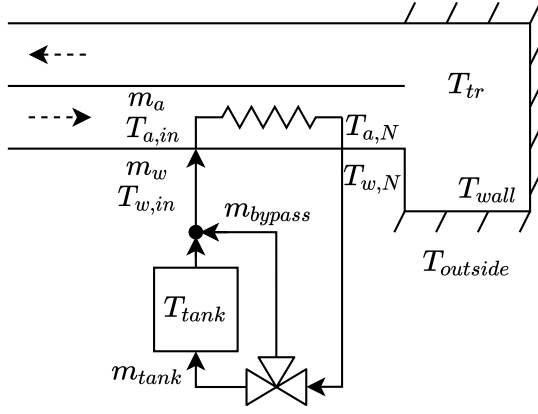 T_{tr}
m_a
T_{a,in}
T_{a,N}
m_w
T_{w,in}
T_{w,N}
T_{wall}
m_{bypass}
T_{outside}
T_{tank}
m_{tank}